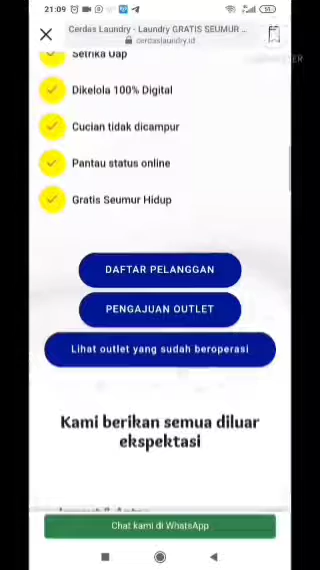 21:09
Cerdas Laundry - Laundry GRATIS SEUMUR ...
cerdaslaundry.id
Setrika Uap
Dikelola 100% Digital
Cucian tidak dicampur
Pantau status online
Gratis Seumur Hidup
DAFTAR PELANGGAN
PENGAJUAN OUTLET
Lihat outlet yang sudah beroperasi
Kami berikan semua diluar
ekspektasi
Chat kami di WhatsApp